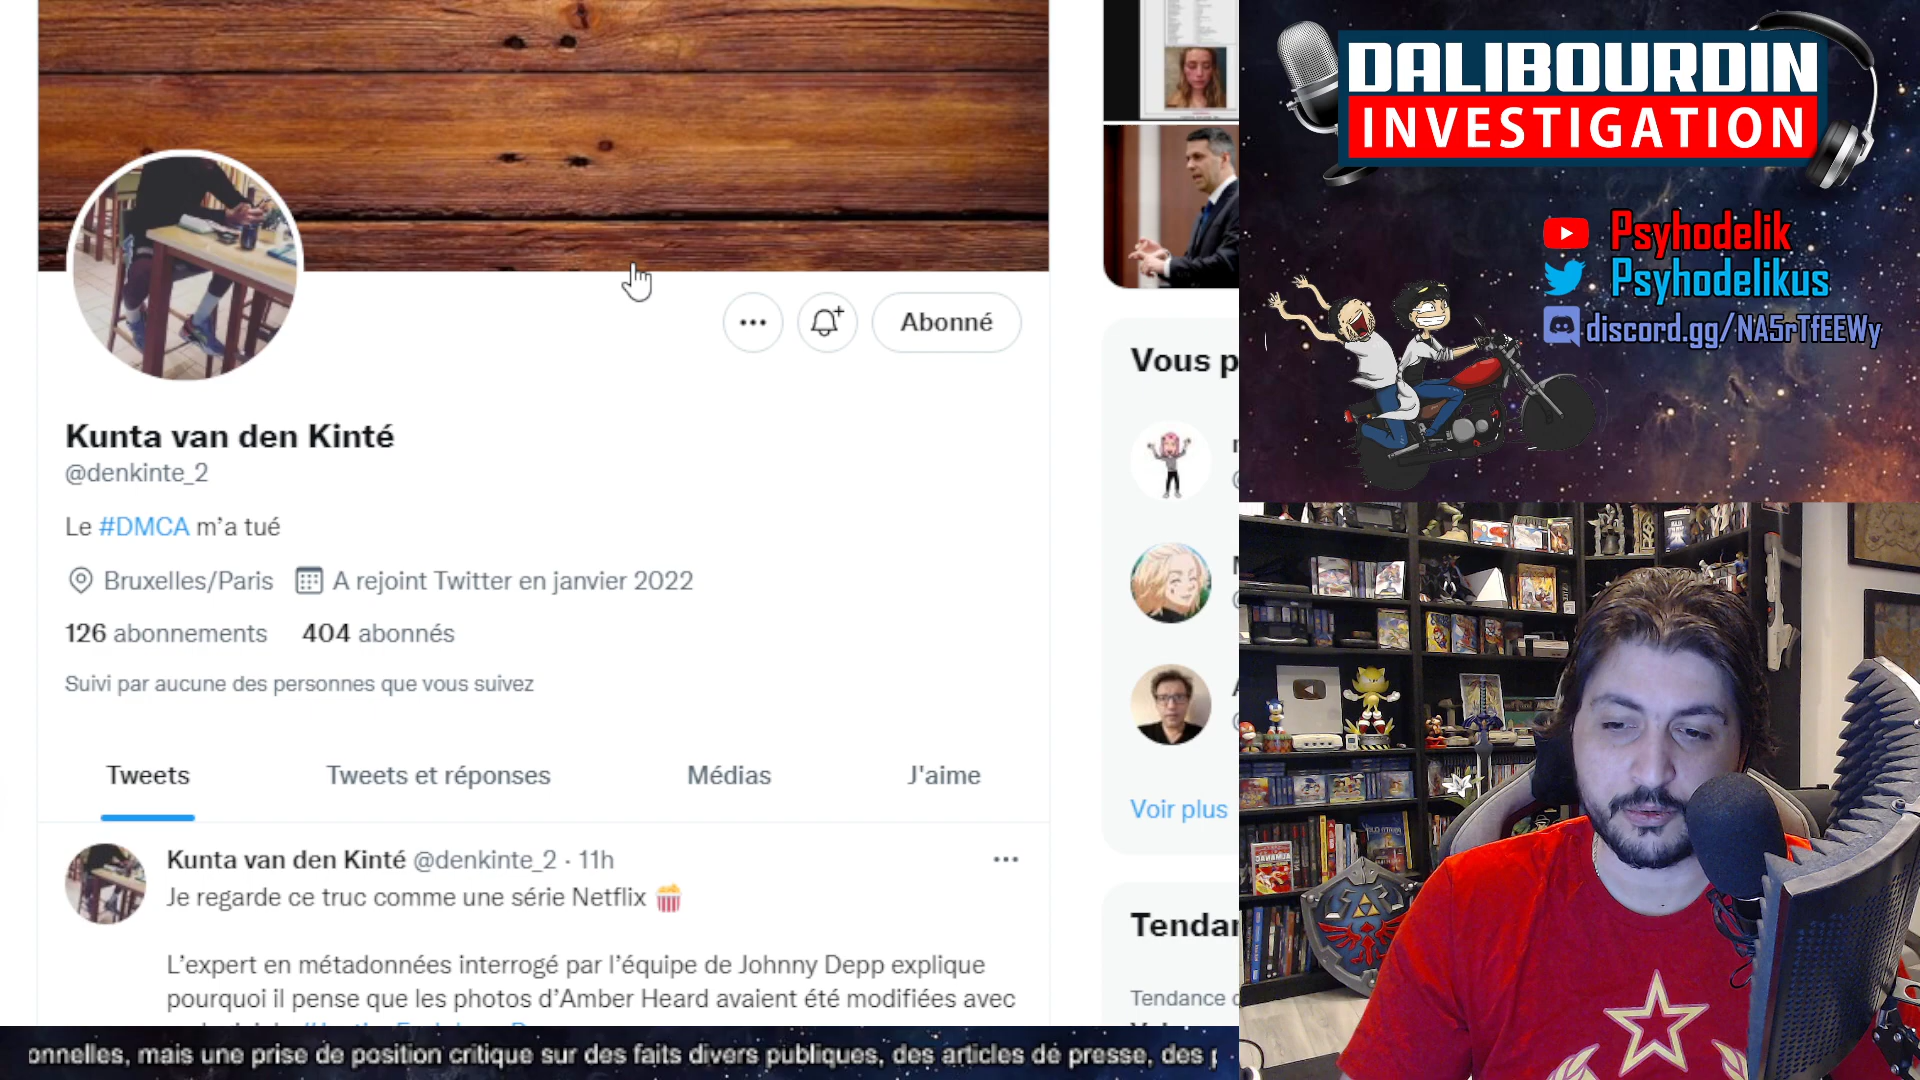 Abonné
Kunta van den Kinté
@denkinte_2
Le #DMCA m’a tué
Bruxelles/Paris A rejoint Twitter en janvier 2022
126 abonnements 404 abonnés
Suivi par aucune des personnes que vous suivez
Tweets Tweets et réponses Médias J'aime
Kunta van den Kinté @denkinte_2 · 11h
Je regarde ce truc comme une série Netflix
L’expert en métadonnées interrogé par l’équipe de Johnny Depp explique
pourquoi il pense que les photos d’Amber Heard avaient été modifiées avec
Vous p
Voir plus
Tendan
Tendance
DALIBOURDIN
INVESTIGATION
Psyhodelik
Psyhodelikus
discord.gg/NA5rTfEEWy
onnelles, mais une prise de position critique sur des faits divers publiques, des articles de presse, des p